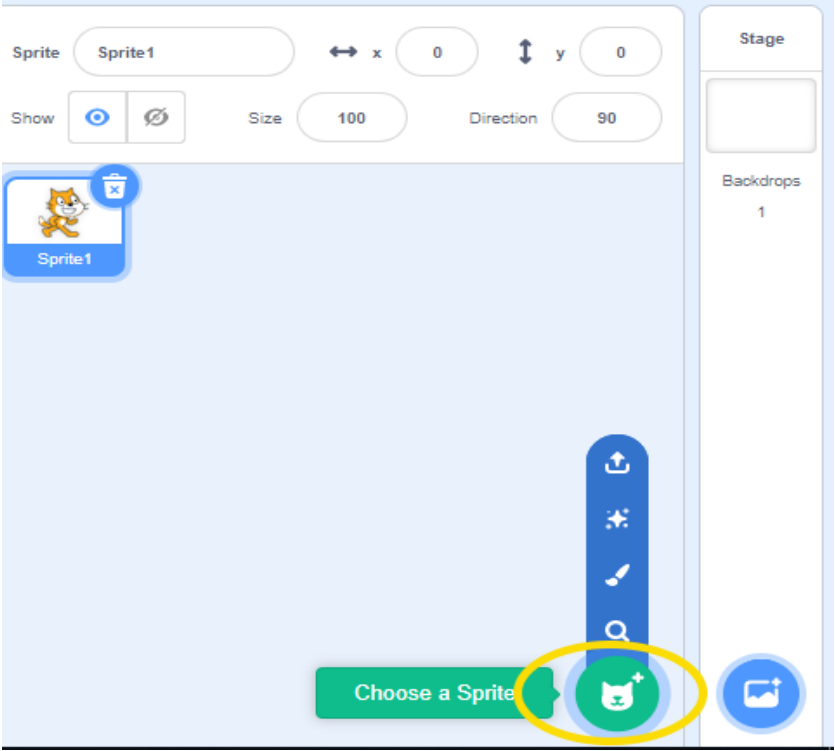 Sprite Sprite1 x 0 y 0
Show Size 100 Direction 90
Sprite1
Choose a Sprite
Stage
Backdrops
1